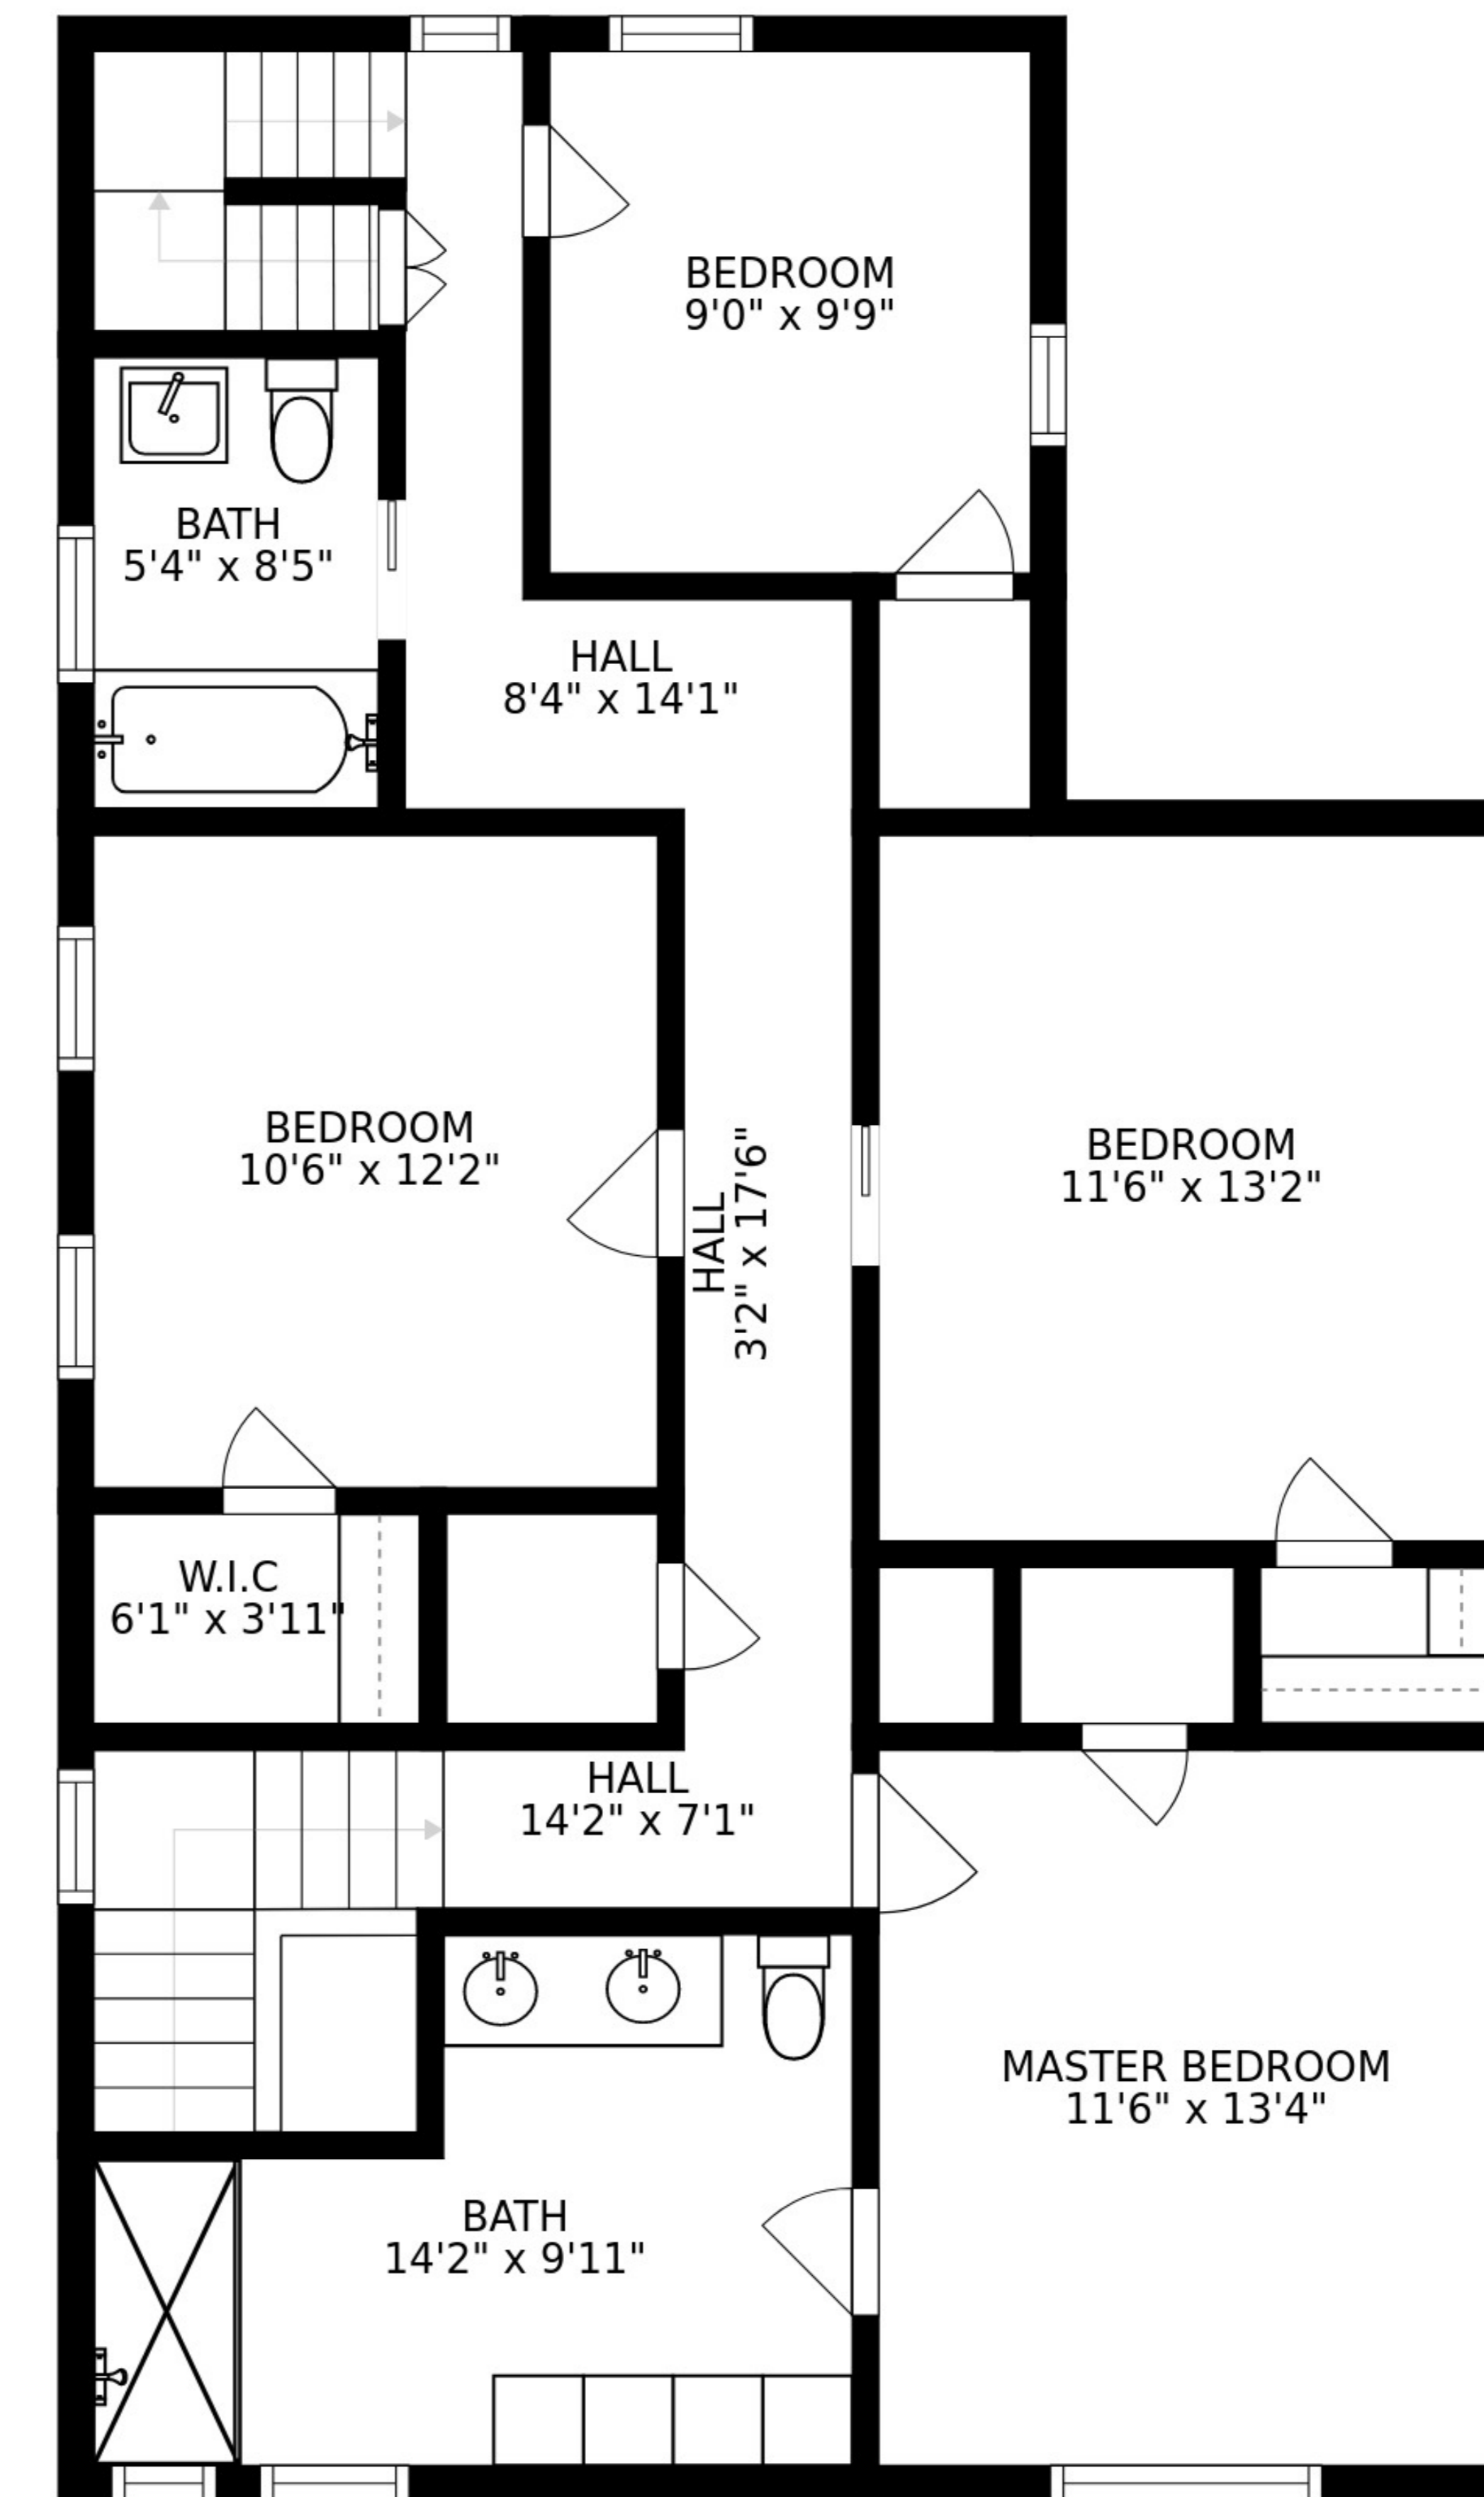 BEDROOM
9'0" x 9'9"
BATH
5'4" x 8'5"
HALL
8'4" x 14'1"
BEDROOM
10'6" x 12'2"
HALL
3'2" x 17'6"
BEDROOM
11'6" x 13'2"
W.I.C
6'1" x 3'11"
HALL
14'2" x 7'1"
MASTER BEDROOM
11'6" x 13'4"
BATH
14'2" x 9'11"